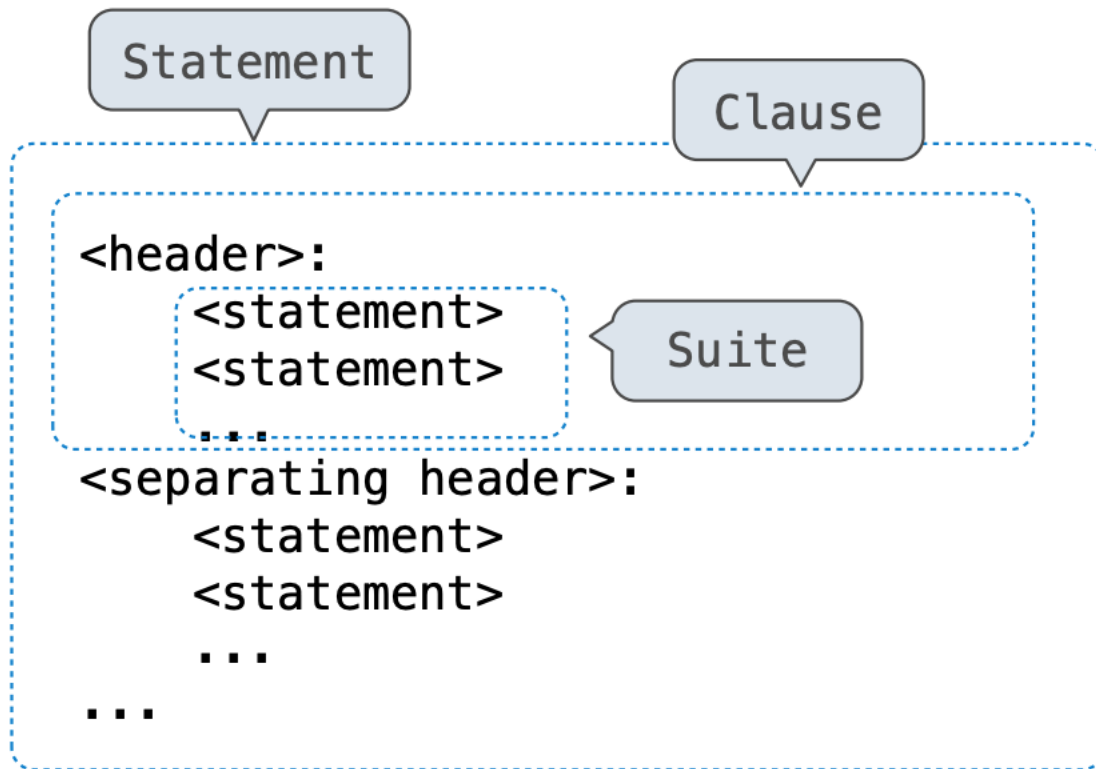 Statement
Clause
<header>:
<statement>
<statement>
Suite
...
<separating header>:
<statement>
<statement>
...
...